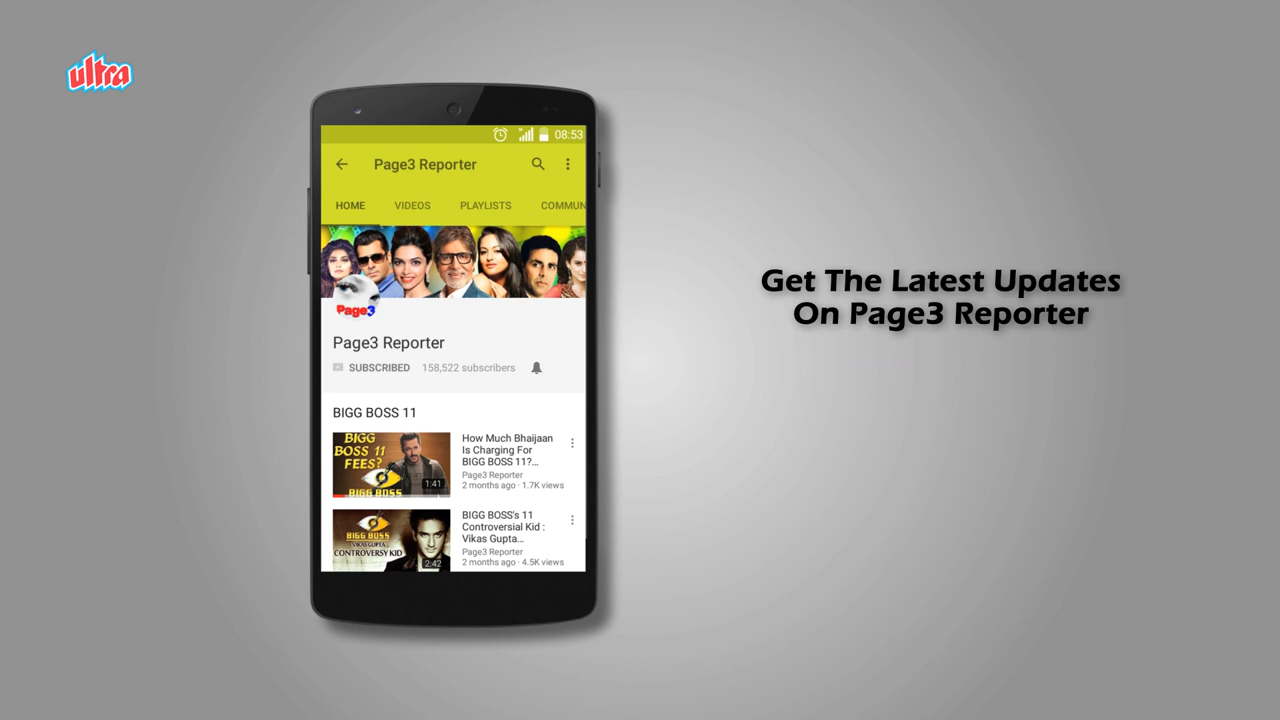 ultra
08:53
Page3 Reporter
HOME VIDEOS PLAYLISTS COMMUN
Page3
Page3 Reporter
SUBSCRIBED 158,522 subscribers
BIGG BOSS 11
BIGG
BOSS 11
FEES?
BIGG BOSS
1:41
How Much Bhaijaan
Is Charging For
BIGG BOSS 11?...
Page3 Reporter
2 months ago · 1.7K views
BIGG BOSS
VIKAS GUPTA
CONTROVERSY KID
2:42
BIGG BOSS's 11
Controversial Kid :
Vikas Gupta...
Page3 Reporter
2 months ago · 4.5K views
Get The Latest Updates
On Page3 Reporter